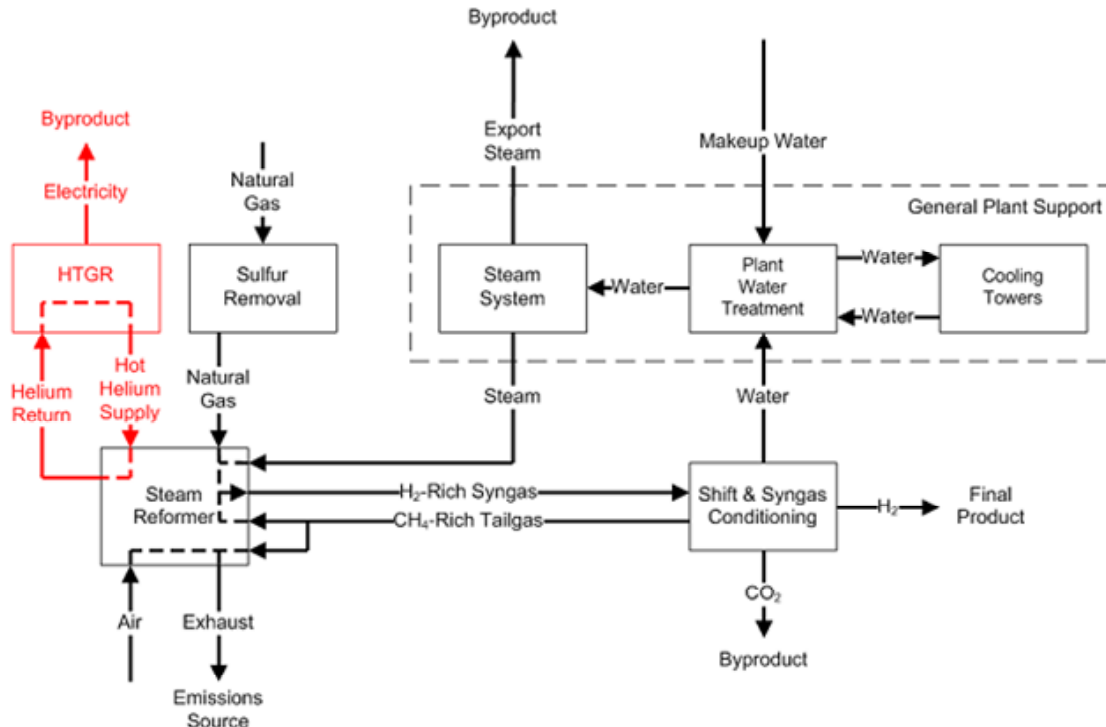 Byproduct
Byproduct
Export
Steam
Makeup Water
Electricity
Natural
Gas
General Plant Support
HTGR
Sulfur
Removal
Steam
System
Water
Plant
Water
Treatment
Water
Water
Cooling
Towers
Helium
Return
Hot
Helium
Supply
Natural
Gas
Steam
Water
Steam
Reformer
H₂-Rich Syngas
CH₄-Rich Tailgas
Shift & Syngas
Conditioning
H₂
Final
Product
Air
Exhaust
CO₂
Byproduct
Emissions
Source